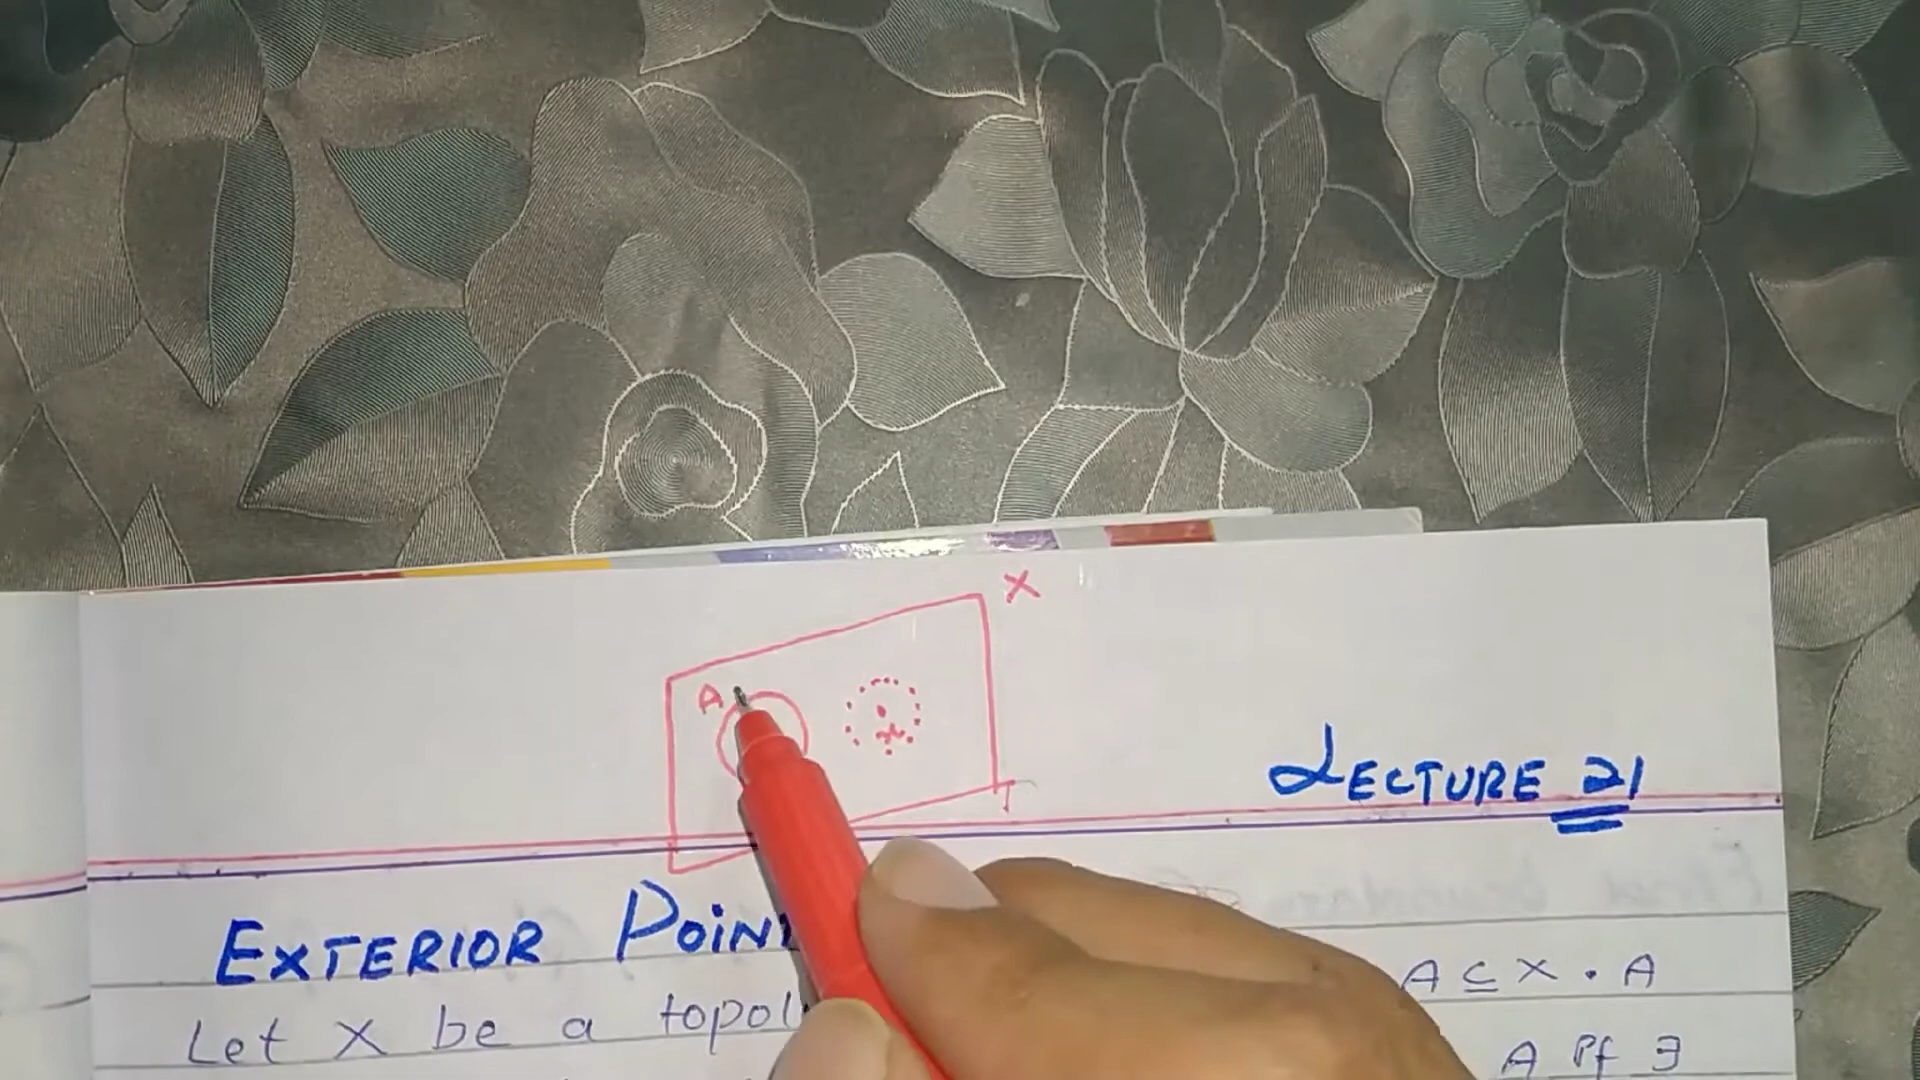 X
A
x
LECTURE 21
EXTERIOR POIN
Let X be a topol A ⊆ X . A
A if ∃